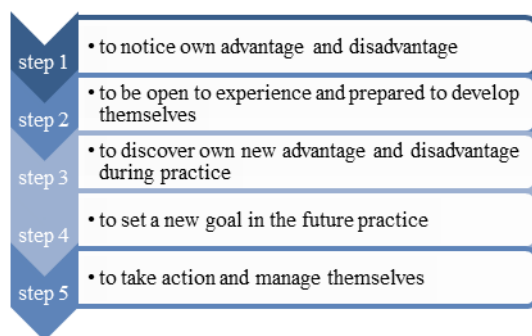 step 1
• to notice own advantage and disadvantage
step 2
• to be open to experience and prepared to develop
themselves
step 3
• to discover own new advantage and disadvantage
during practice
step 4
• to set a new goal in the future practice
step 5
• to take action and manage themselves